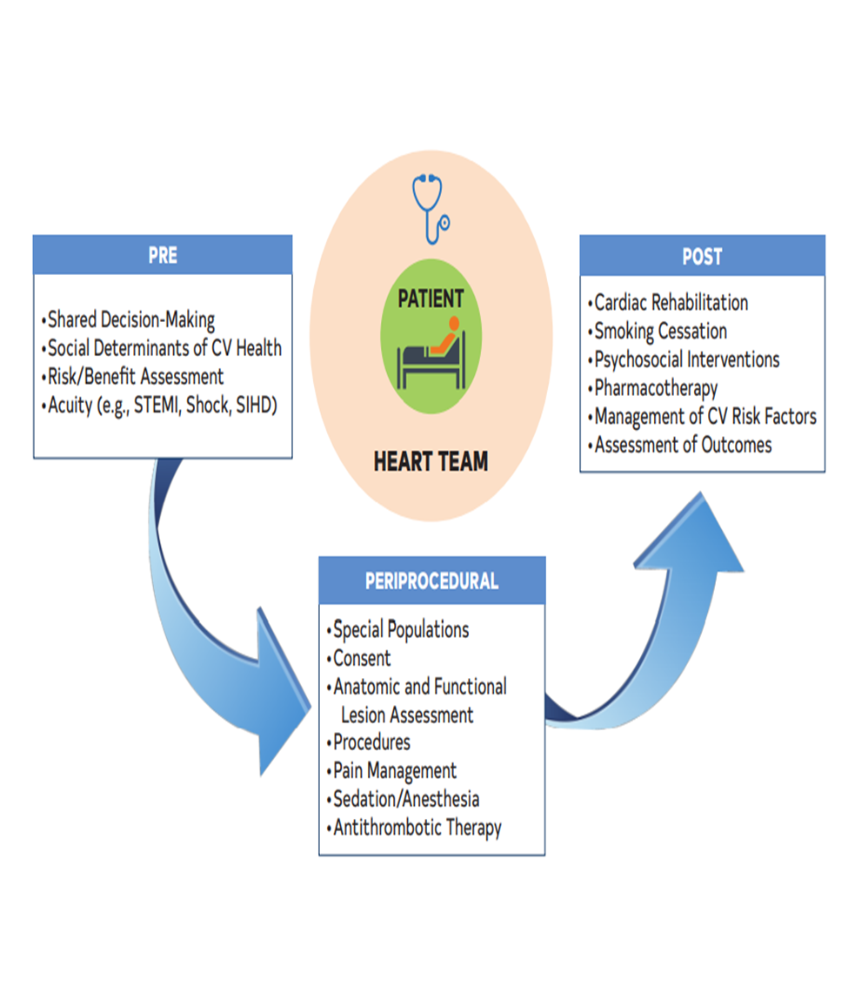 PRE
•Shared Decision-Making
•Social Determinants of CV Health
•Risk/Benefit Assessment
•Acuity (e.g., STEMI, Shock, SIHD)
PATIENT
HEART TEAM
PERIPROCEDURAL
•Special Populations
•Consent
•Anatomic and Functional
Lesion Assessment
•Procedures
•Pain Management
•Sedation/Anesthesia
•Antithrombotic Therapy
POST
•Cardiac Rehabilitation
•Smoking Cessation
•Psychosocial Interventions
•Pharmacotherapy
•Management of CV Risk Factors
•Assessment of Outcomes